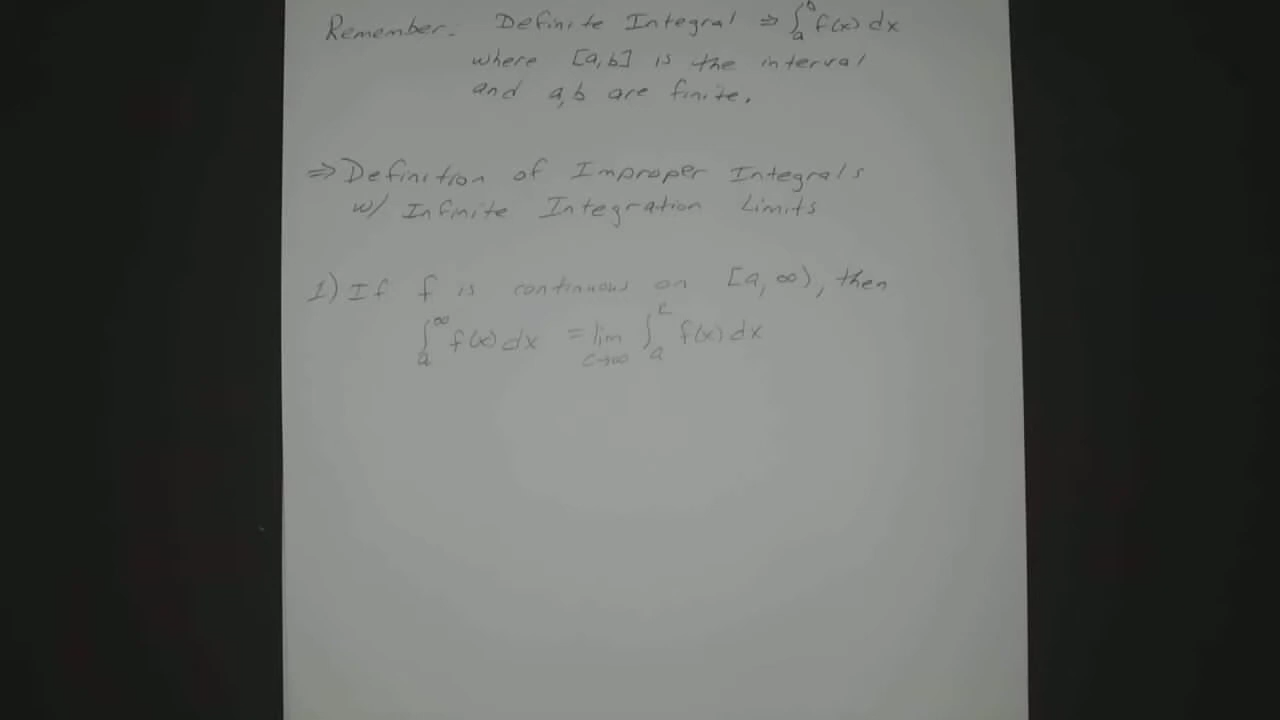 Remember: Definite Integral ⇒ ∫_a^b f(x) dx
where [a,b] is the interval
and a,b are finite.
⇒ Definition of Improper Integrals
w/ Infinite Integration Limits
1) If f is continuous on [a, ∞), then
∫_a^∞ f(x) dx = lim_{c→∞} ∫_a^c f(x) dx